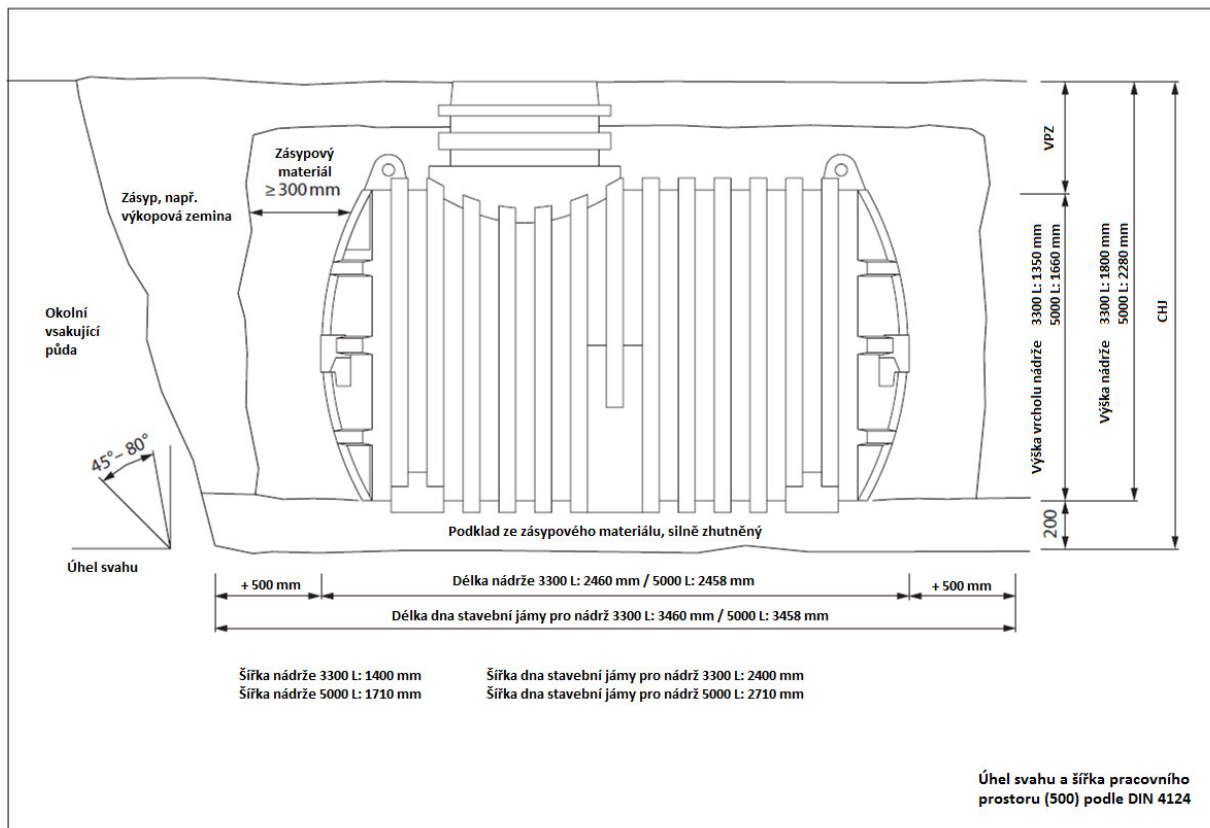 Zásypový
materiál
≥ 300 mm
Zásyp, např.
výkopová zemina
Okolní
vsakující
půda
45°– 80°
Úhel svahu
Podklad ze zásypového materiálu, silně zhutněný
VPZ
Výška vrcholu nádrže 3300 L: 1350 mm
5000 L: 1660 mm
Výška nádrže 3300 L: 1800 mm
5000 L: 2280 mm
CHJ
200
+ 500 mm
Délka nádrže 3300 L: 2460 mm / 5000 L: 2458 mm
+ 500 mm
Délka dna stavební jámy pro nádrž 3300 L: 3460 mm / 5000 L: 3458 mm
Šířka nádrže 3300 L: 1400 mm
Šířka nádrže 5000 L: 1710 mm
Šířka dna stavební jámy pro nádrž 3300 L: 2400 mm
Šířka dna stavební jámy pro nádrž 5000 L: 2710 mm
Úhel svahu a šířka pracovního
prostoru (500) podle DIN 4124